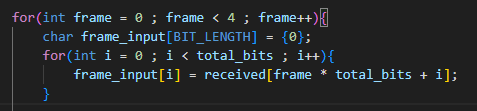 for(int frame = 0 ; frame < 4 ; frame++){
    char frame_input[BIT_LENGTH] = {0};
    for(int i = 0 ; i < total_bits ; i++){
        frame_input[i] = received[frame * total_bits + i];
    }